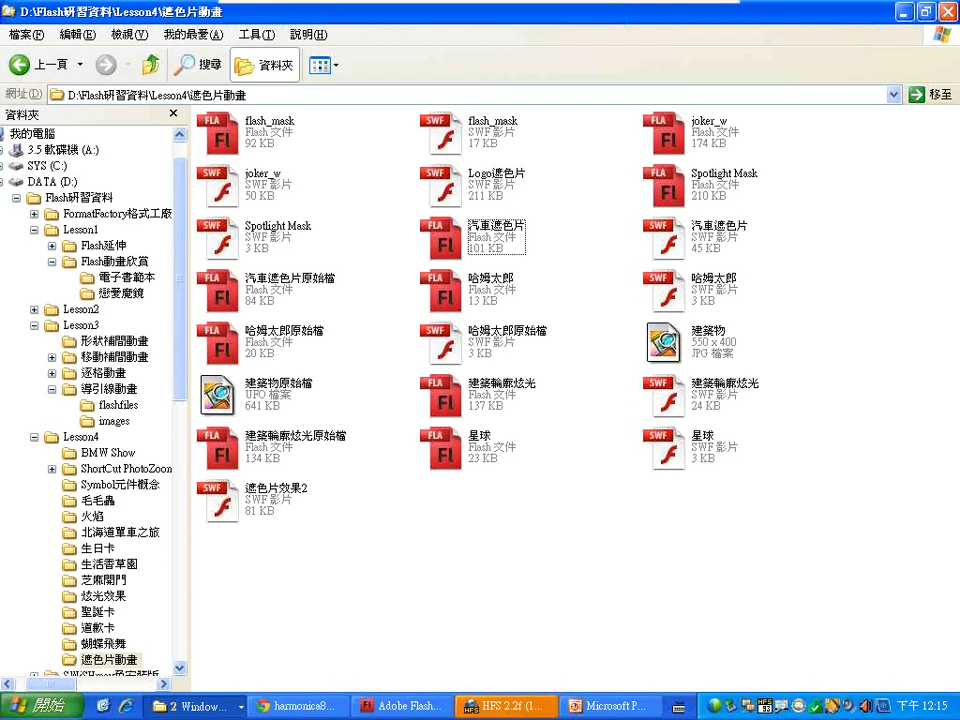 D:\Flash研習資料\Lesson4\遮色片動畫
檔案(F) 編輯(E) 檢視(V) 我的最愛(A) 工具(T) 說明(H)
上一頁 搜尋 資料夾
網址(D) D:\Flash研習資料\Lesson4\遮色片動畫 移至
資料夾
我的電腦
3.5 軟碟機 (A:)
SYS (C:)
DATA (D:)
Flash研習資料
FormatFactory格式工廠
Lesson1
Flash延伸
Flash動畫欣賞
電子書範本
戀愛魔鏡
Lesson2
Lesson3
形狀補間動畫
移動補間動畫
逐格動畫
導引線動畫
flashfiles
images
Lesson4
BMW Show
ShortCut PhotoZoom
Symbol元件概念
毛毛蟲
火焰
北海道單車之旅
生日卡
生活香草園
芝麻開門
炫光效果
聖誕卡
道歉卡
蝴蝶飛舞
遮色片動畫
flash_mask
Flash 文件
92 KB
flash_mask
SWF 影片
17 KB
joker_w
Flash 文件
174 KB
joker_w
SWF 影片
50 KB
Logo遮色片
SWF 影片
211 KB
Spotlight Mask
Flash 文件
210 KB
Spotlight Mask
SWF 影片
3 KB
汽車遮色片
Flash 文件
101 KB
汽車遮色片
SWF 影片
45 KB
汽車遮色片原始檔
Flash 文件
84 KB
哈姆太郎
Flash 文件
13 KB
哈姆太郎
SWF 影片
3 KB
哈姆太郎原始檔
Flash 文件
20 KB
哈姆太郎原始檔
SWF 影片
3 KB
建築物
550 x 400
JPG 檔案
建築物原始檔
UFO 檔案
641 KB
建築輪廓炫光
Flash 文件
137 KB
建築輪廓炫光
SWF 影片
24 KB
建築輪廓炫光原始檔
Flash 文件
134 KB
星球
Flash 文件
23 KB
星球
SWF 影片
3 KB
遮色片效果2
SWF 影片
81 KB
開始 2 Window... harmonica8... Adobe Flash... HFS 2.2f (1... Microsoft P... 下午 12:15